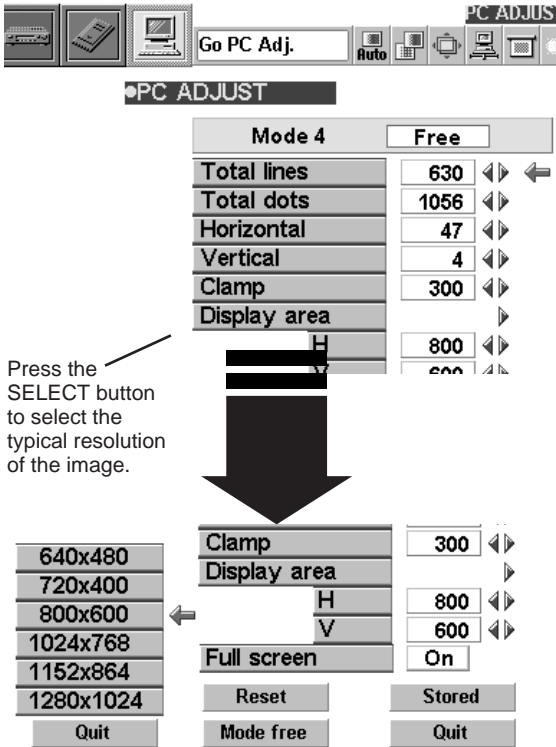 PC ADJUS
Go PC Adj.
Auto
●PC ADJUST
Mode 4 Free
Total lines 630
Total dots 1056
Horizontal 47
Vertical 4
Clamp 300
Display area
H 800
V 600
Press the
SELECT button
to select the
typical resolution
of the image.
Clamp 300
Display area
H 800
V 600
Full screen On
Reset Stored
Mode free Quit
640x480
720x400
800x600
1024x768
1152x864
1280x1024
Quit